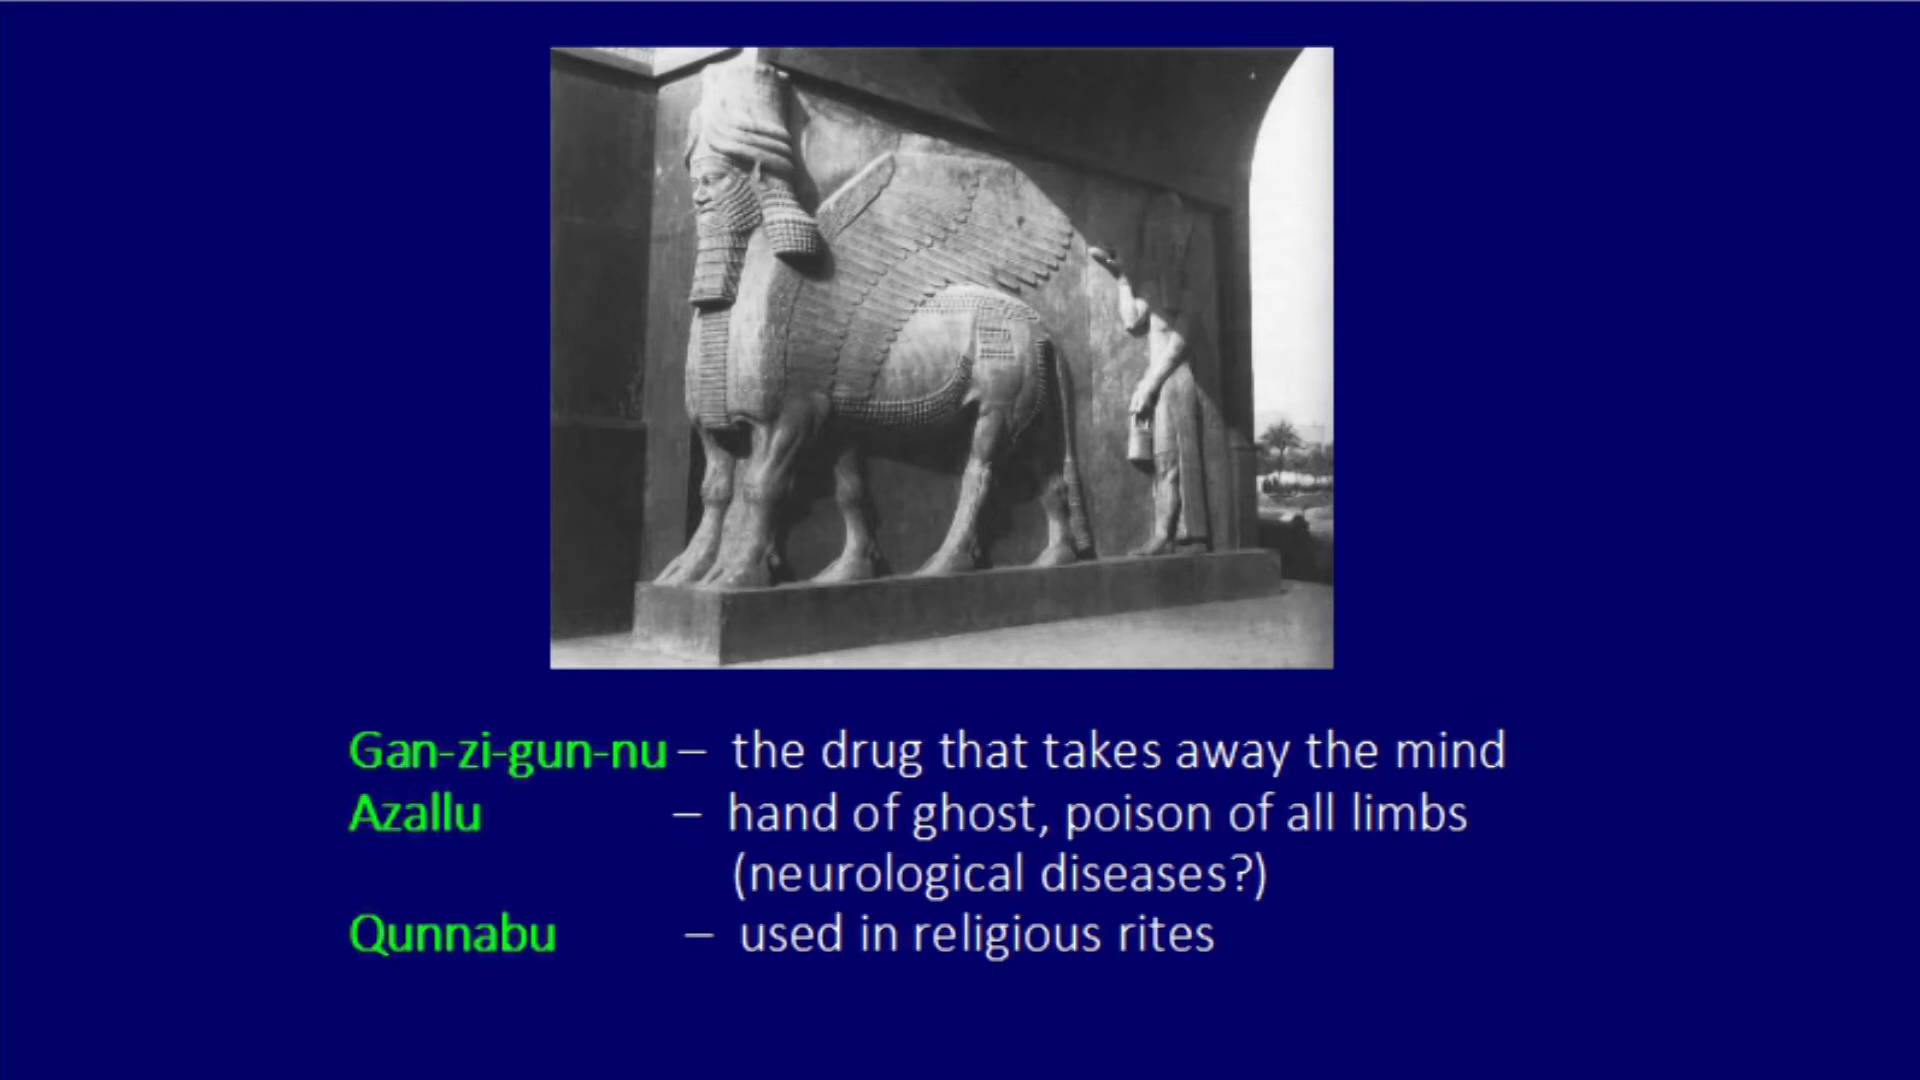 Gan-zi-gun-nu – the drug that takes away the mind
Azallu – hand of ghost, poison of all limbs
(neurological diseases?)
Qunnabu – used in religious rites